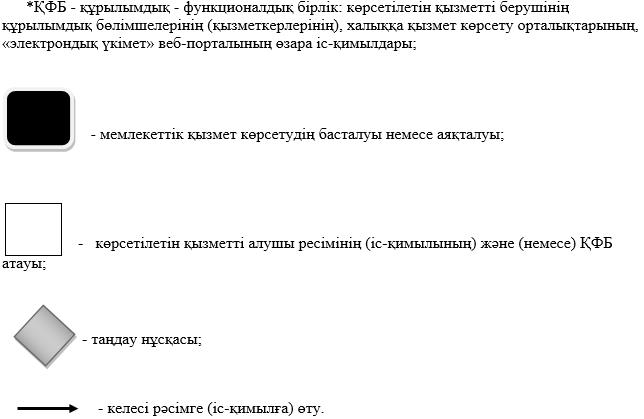 *ҚФБ - құрылымдық - функционалдық бірлік: көрсетілетін қызметті берушінің
құрылымдық бөлімшелерінің (қызметкерлерінің), халыққа қызмет көрсету орталықтарының,
«электрондық үкімет» веб-порталының өзара іс-қимылдары;
- мемлекеттік қызмет көрсетудің басталуы немесе аяқталуы;
- көрсетілетін қызметті алушы ресімінің (іс-қимылының) және (немесе) ҚФБ
атауы;
- таңдау нұсқасы;
- келесі рәсімге (іс-қимылға) өту.